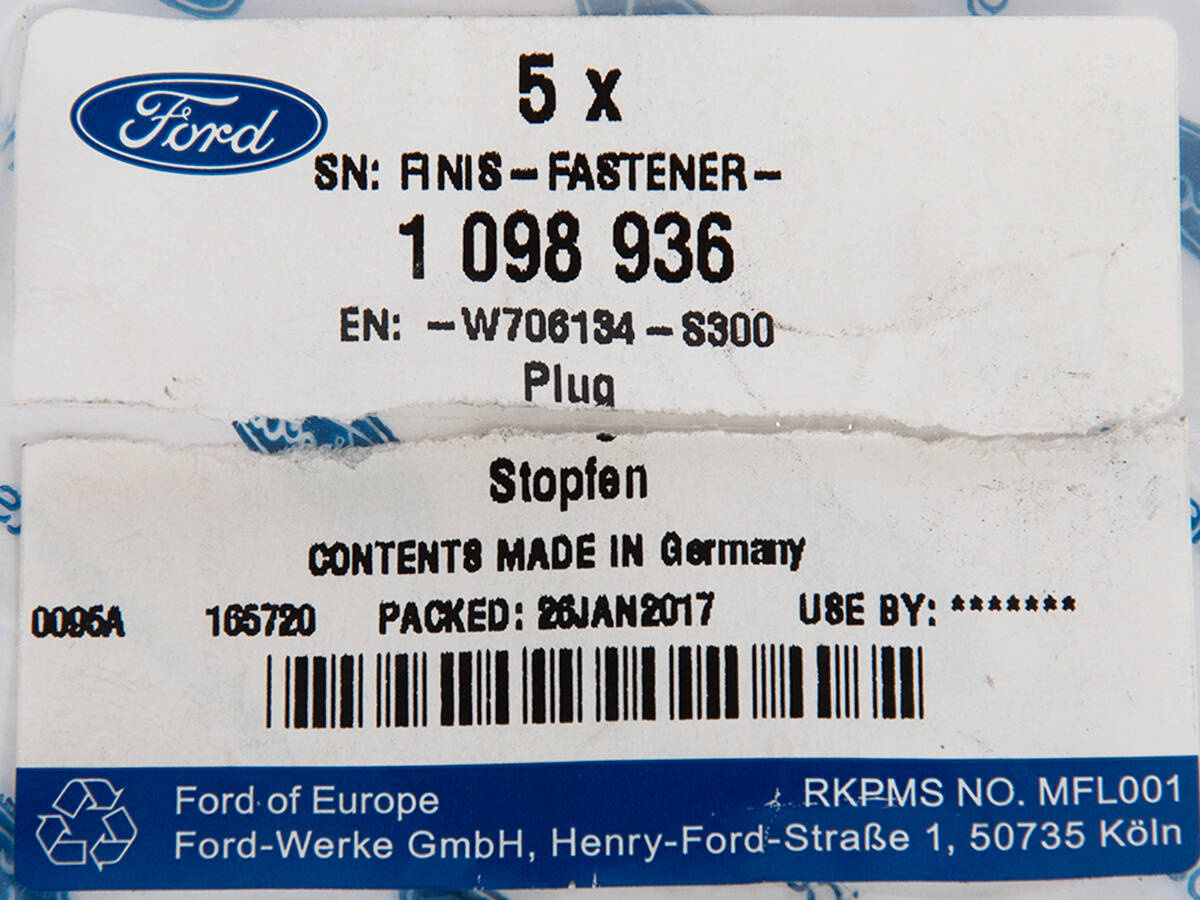 Ford
5 x
SN: FINIS-FASTENER-
1 098 936
EN: -W706134-S300
Plug
Stopfen
CONTENTS MADE IN Germany
0095A 165720 PACKED: 26JAN2017 USE BY: *******
Ford of Europe RKPMS NO. MFL001
Ford-Werke GmbH, Henry-Ford-Straße 1, 50735 Köln